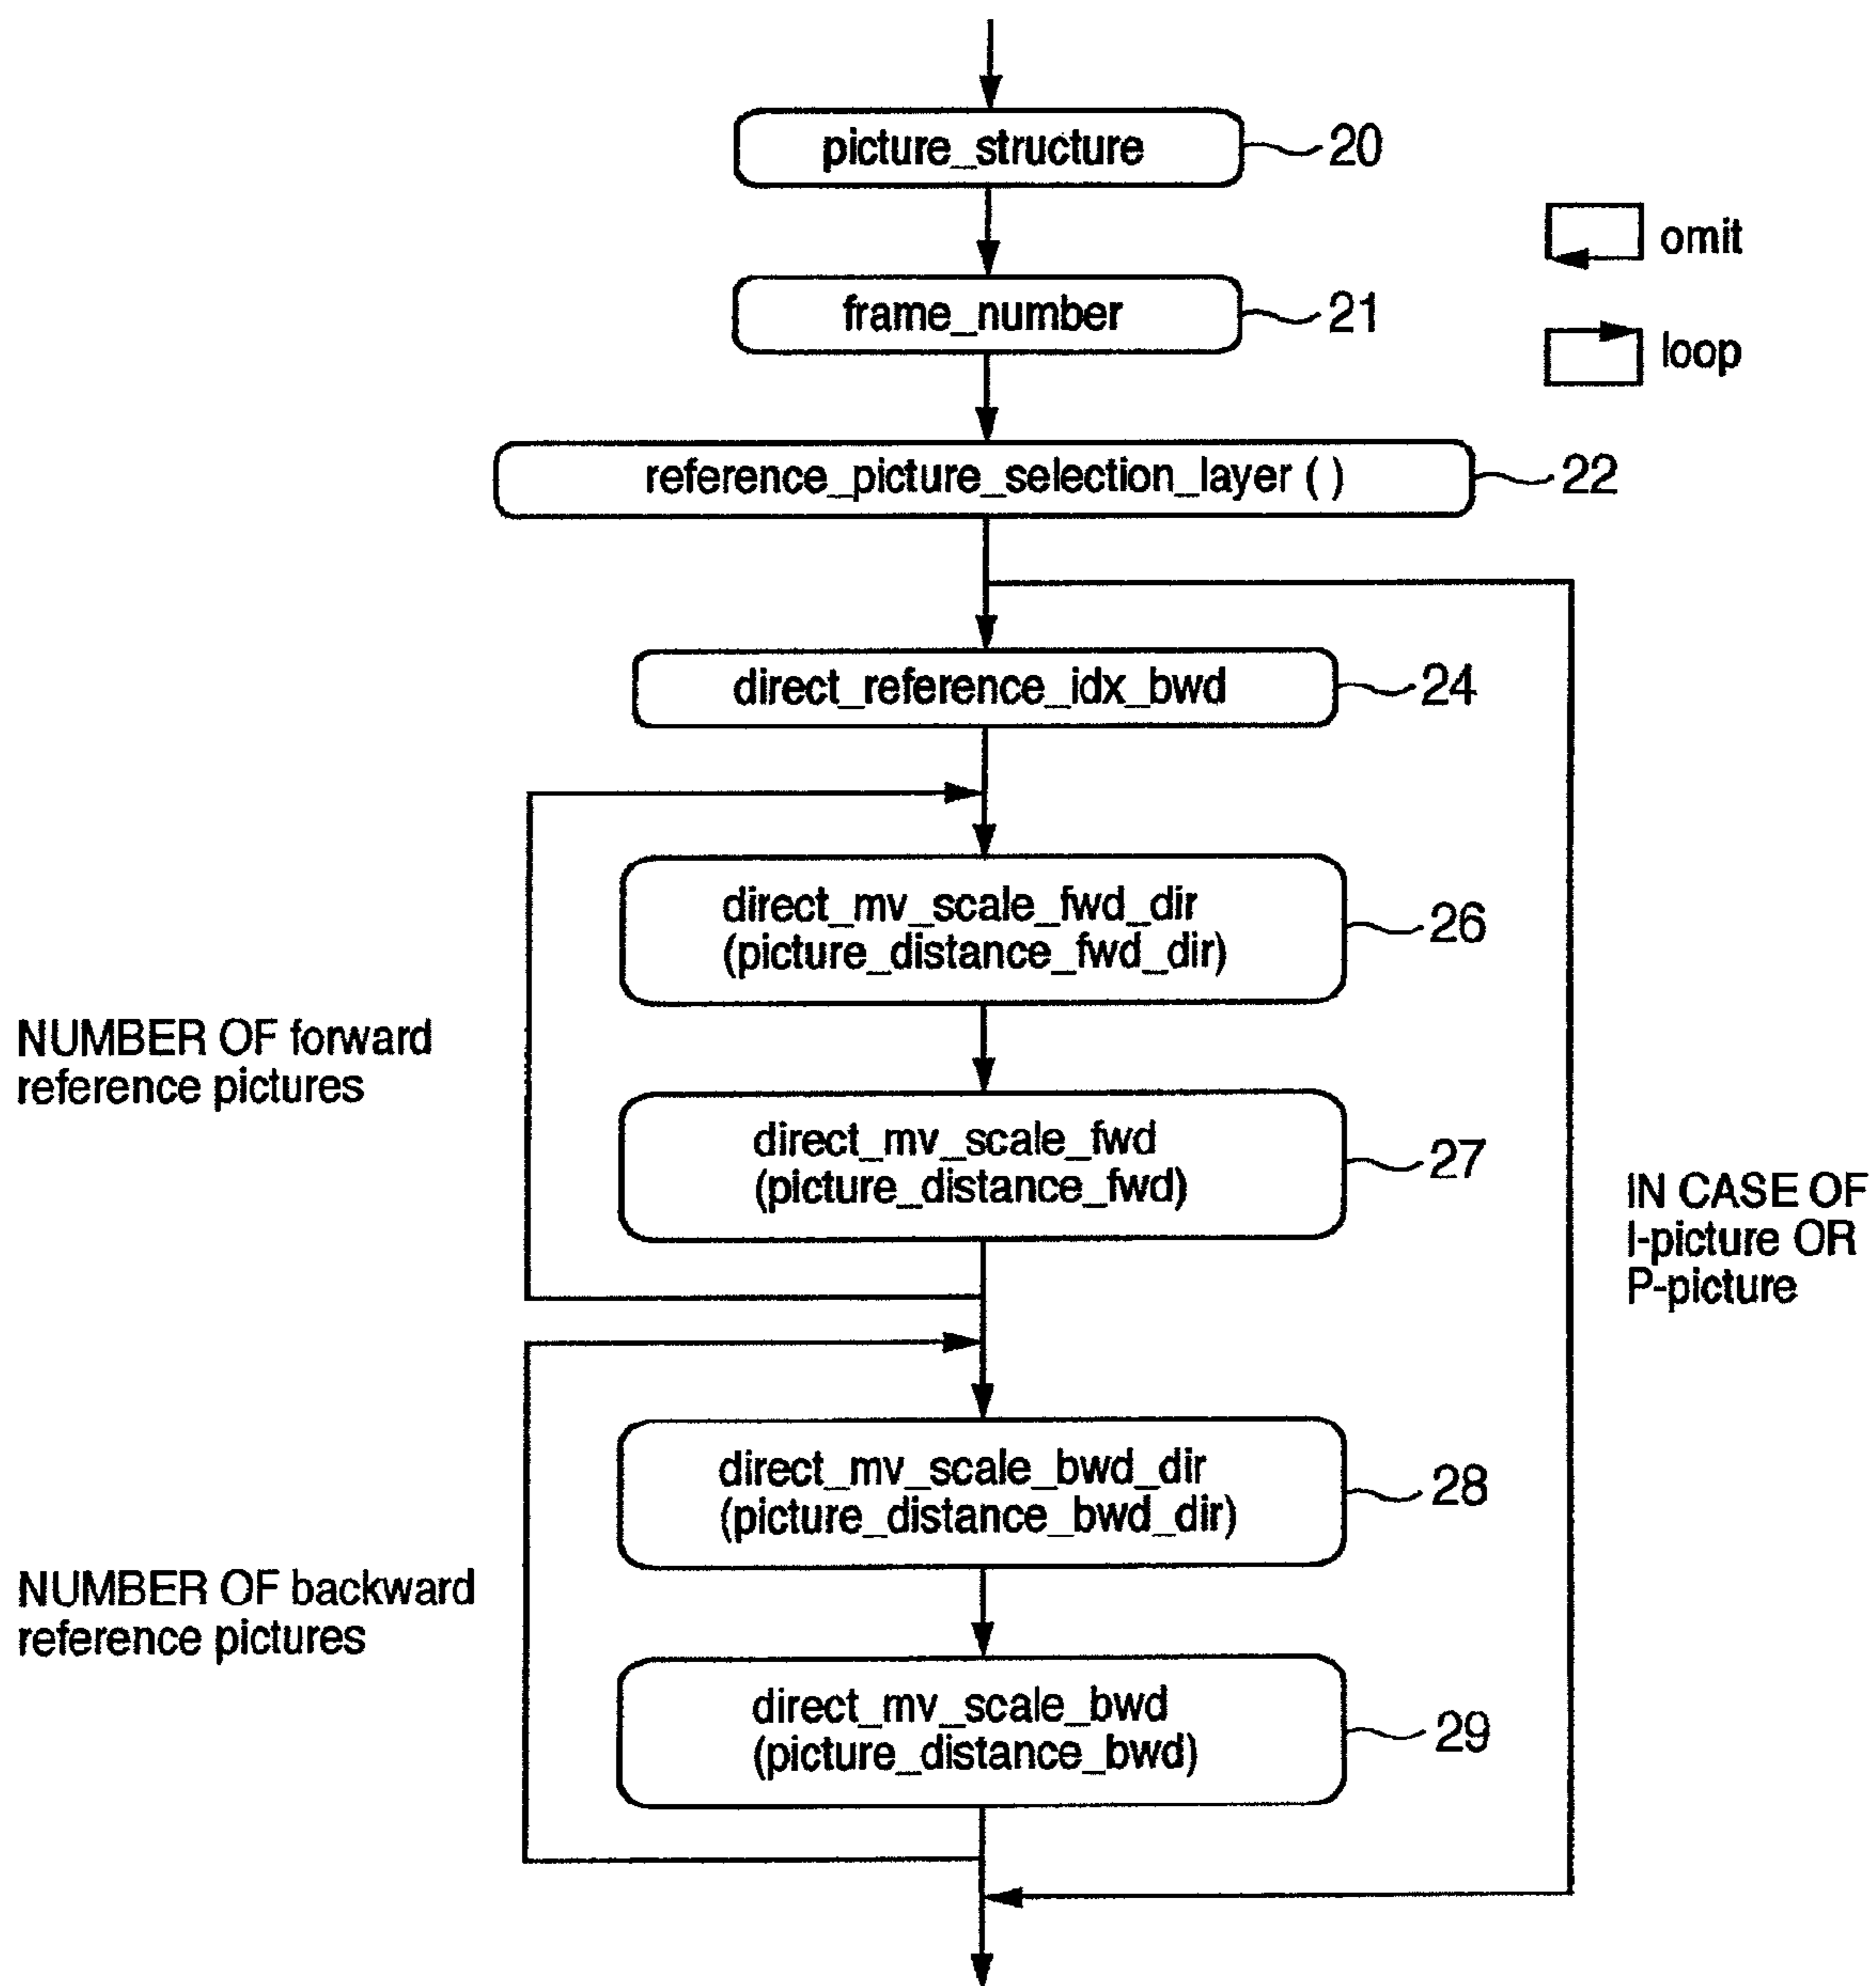 picture_structure
20
omit
frame_number
21
loop
reference_picture_selection_layer ( )
22
direct_reference_idx_bwd
24
direct_mv_scale_fwd_dir
(picture_distance_fwd_dir)
26
NUMBER OF forward
reference pictures
direct_mv_scale_fwd
(picture_distance_fwd)
27
IN CASE OF
I-picture OR
P-picture
direct_mv_scale_bwd_dir
(picture_distance_bwd_dir)
28
NUMBER OF backward
reference pictures
direct_mv_scale_bwd
(picture_distance_bwd)
29